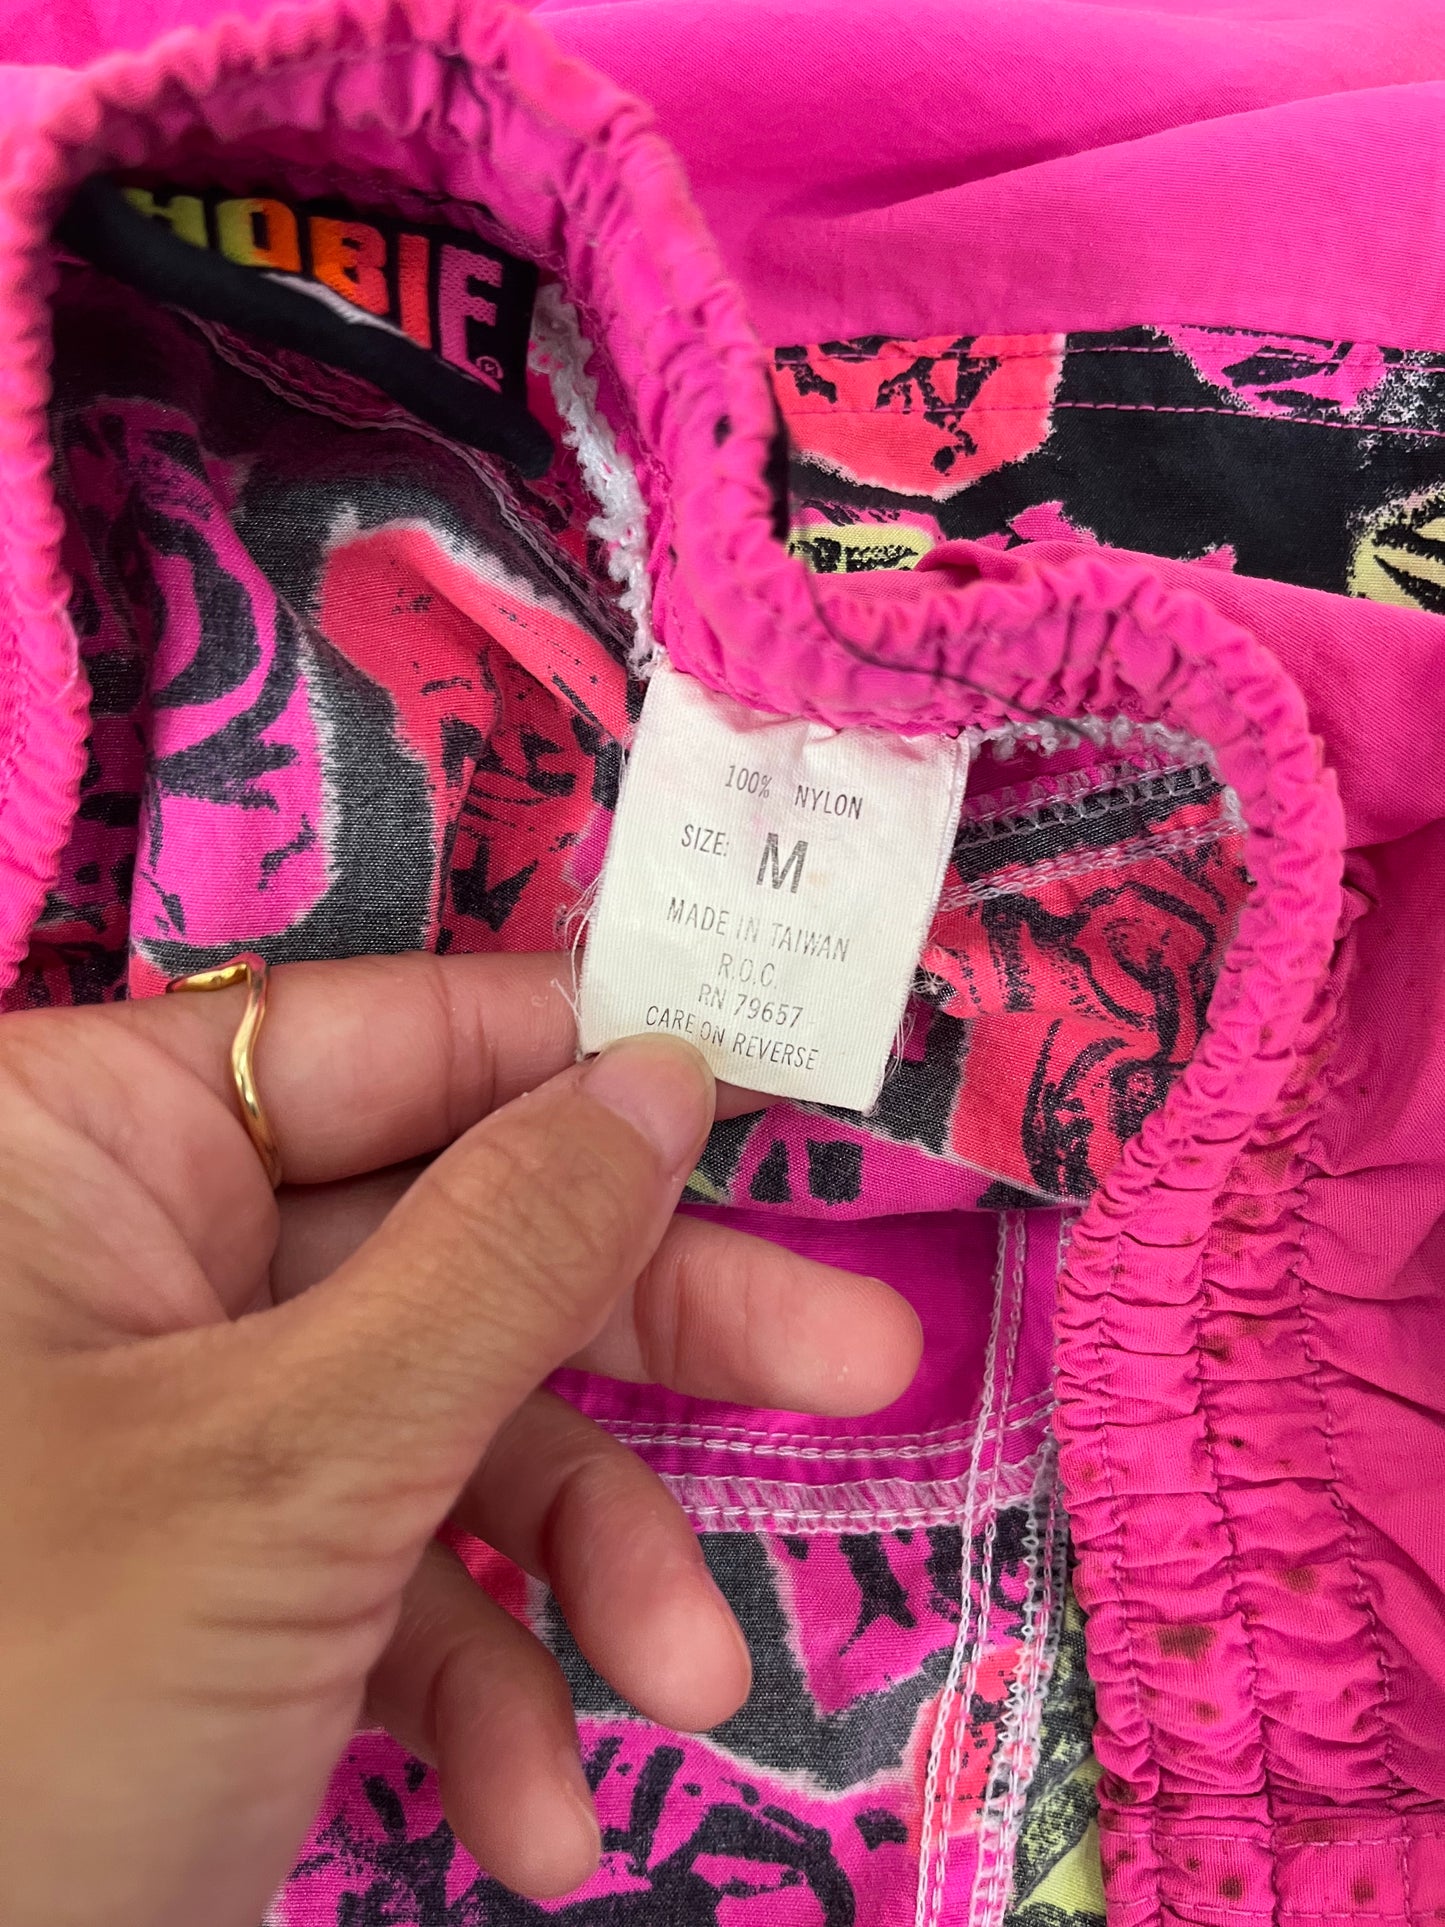 HOBIE®
100% NYLON
SIZE: M
MADE IN TAIWAN
R.O.C.
RN 79657
CARE ON REVERSE